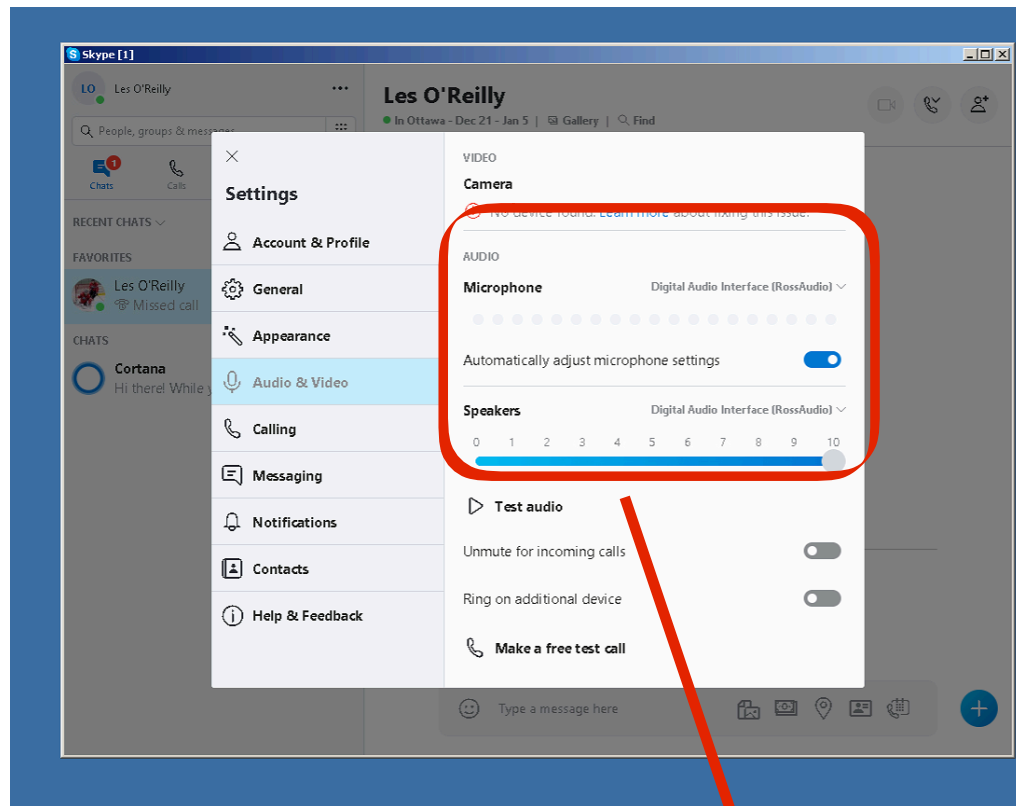 Skype [1]
LO Les O'Reilly
People, groups & messages
Chats 1
Calls
RECENT CHATS
FAVORITES
Les O'Reilly
Missed call
CHATS
Cortana
Hi there! While
Les O'Reilly
In Ottawa - Dec 21 - Jan 5 | Gallery | Find
Settings
Account & Profile
General
Appearance
Audio & Video
Calling
Messaging
Notifications
Contacts
Help & Feedback
VIDEO
Camera
No device found. Learn more about fixing this issue.
AUDIO
Microphone Digital Audio Interface (RossAudio)
Automatically adjust microphone settings
Speakers Digital Audio Interface (RossAudio)
0 1 2 3 4 5 6 7 8 9 10
Test audio
Unmute for incoming calls
Ring on additional device
Make a free test call
Type a message here